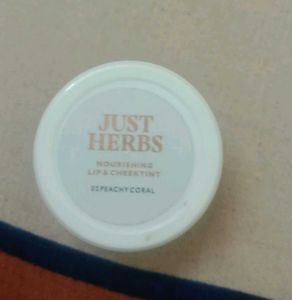 JUST
HERBS
NOURISHING
LIP & CHEEK TINT
02 PEACHY CORAL